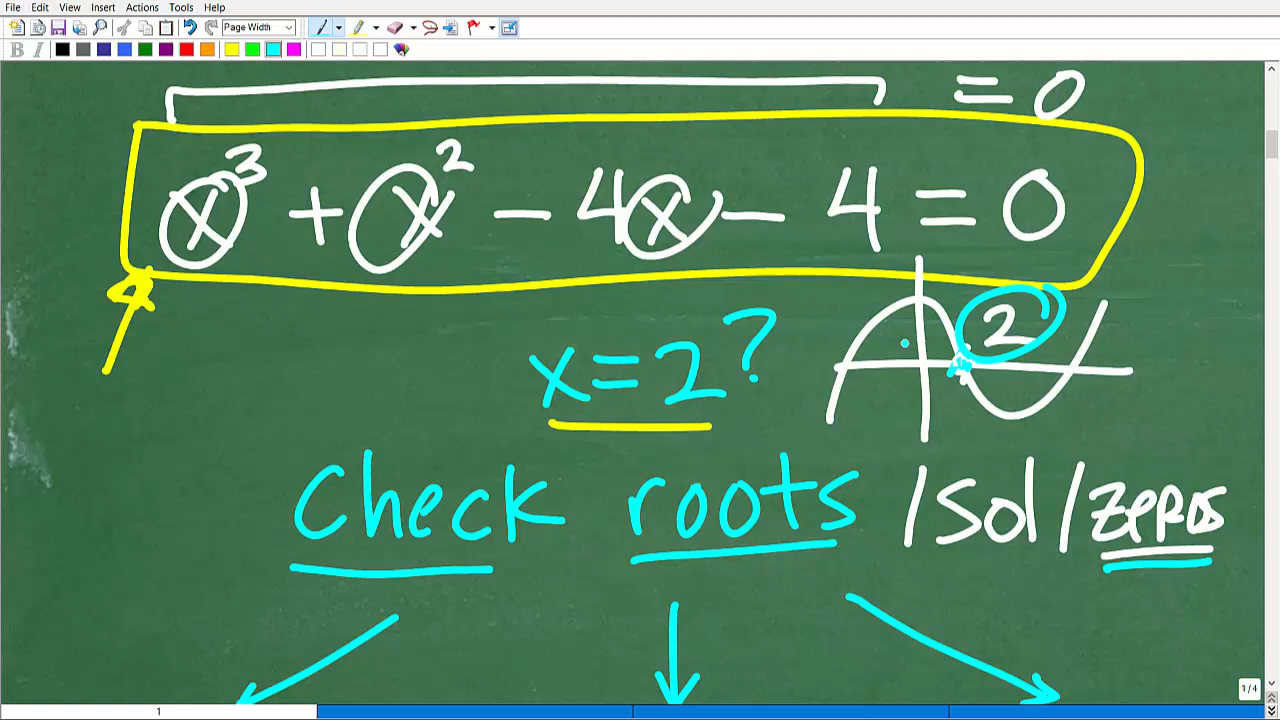 File Edit View Insert Actions Tools Help
Page Width
B I
= 0
x³ + x² - 4x - 4 = 0
2
x = 2 ?
Check roots / Sol / zeros
1/4
1